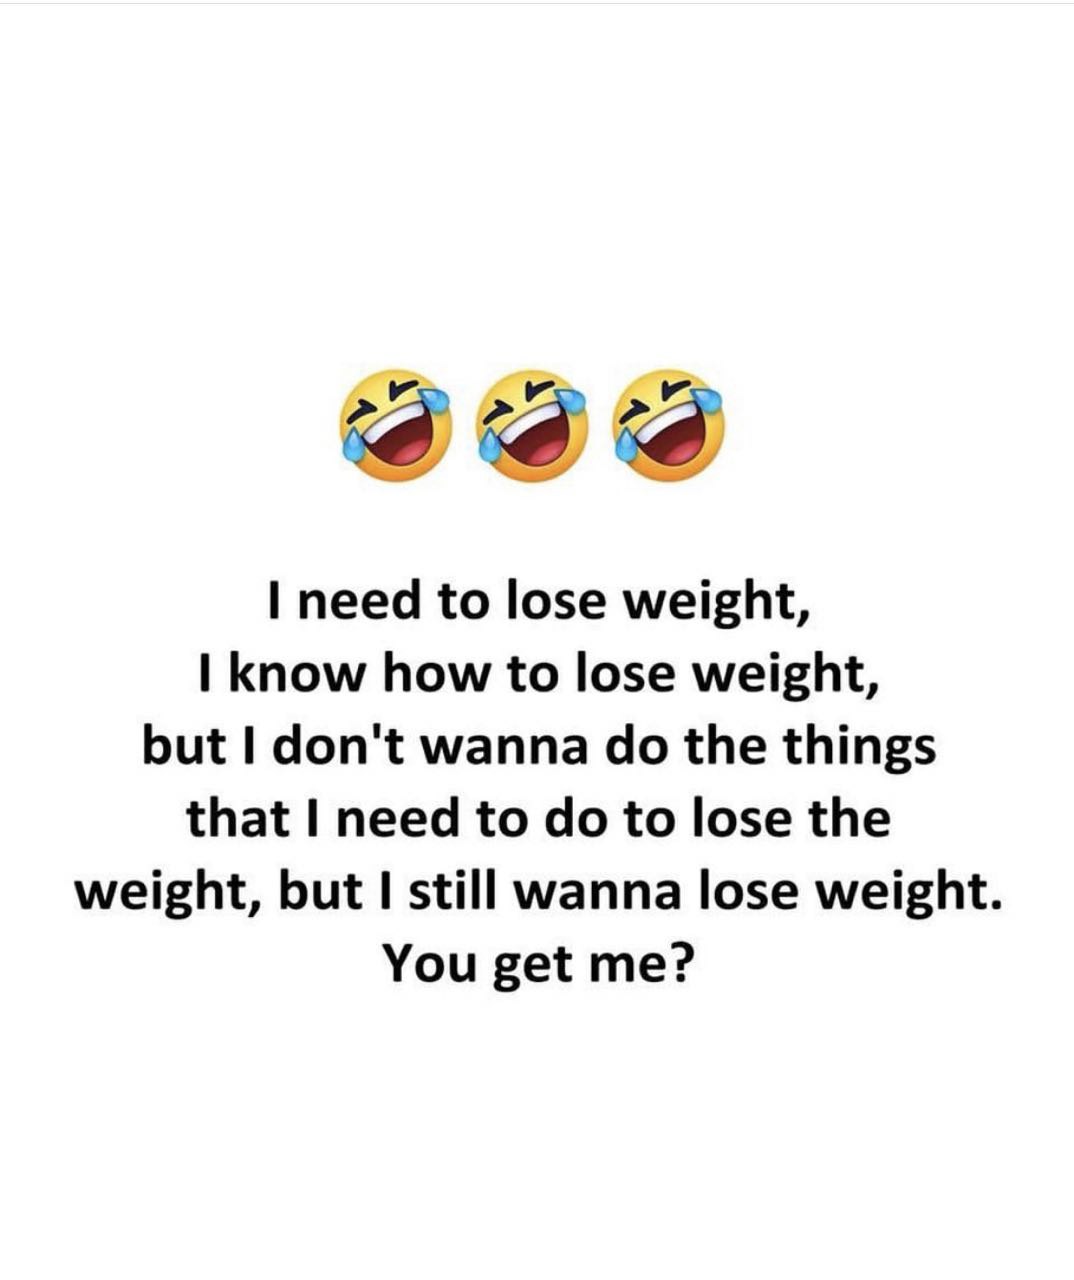 I need to lose weight,
I know how to lose weight,
but I don't wanna do the things
that I need to do to lose the
weight, but I still wanna lose weight.
You get me?